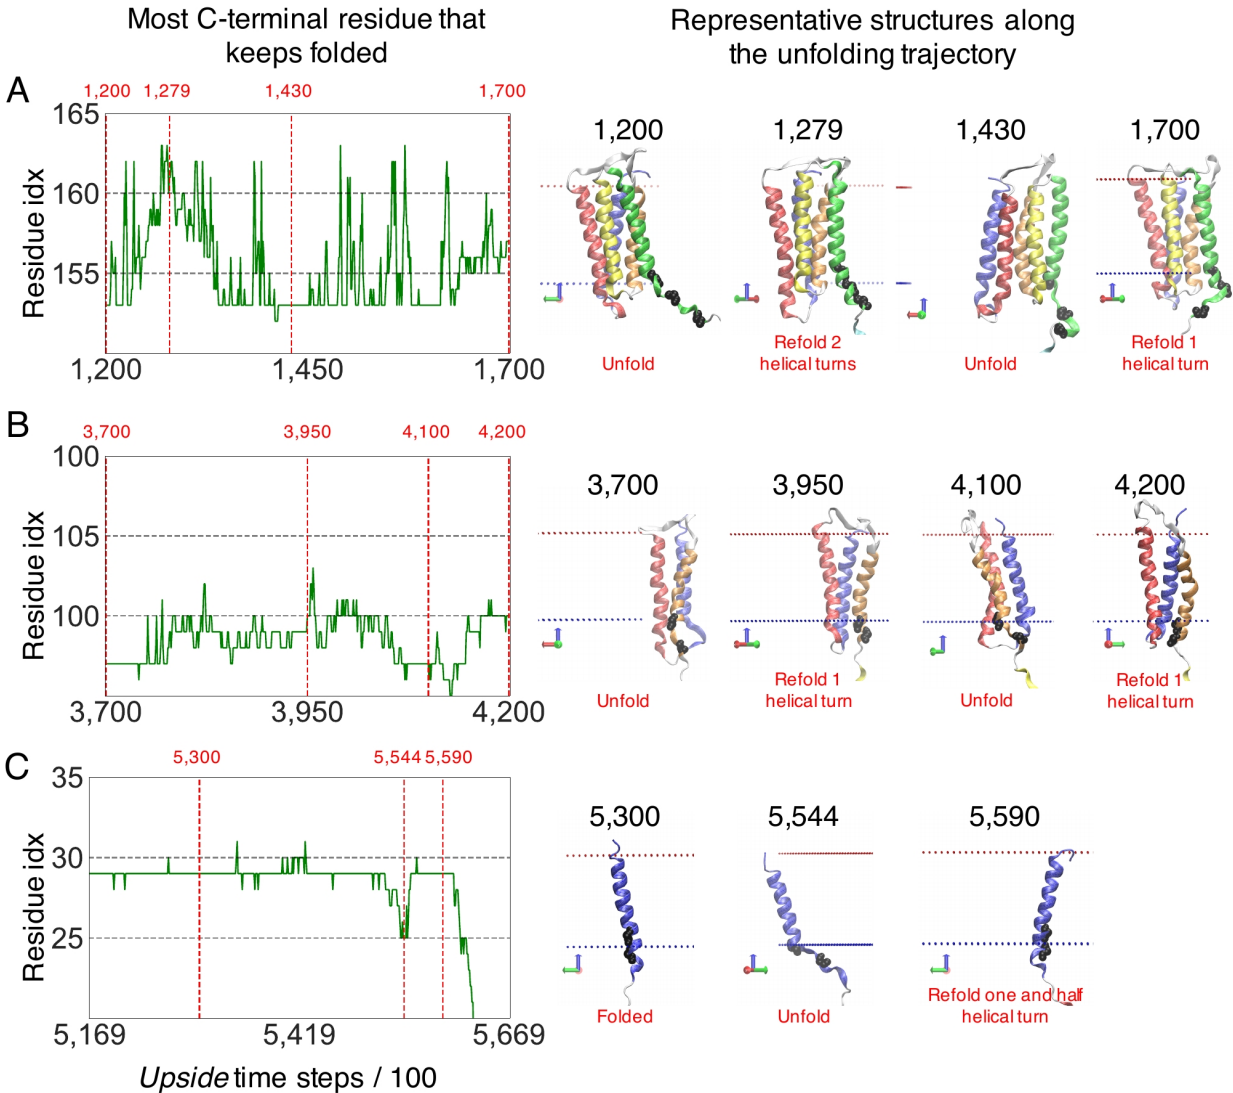 Most C-terminal residue that
keeps folded
Representative structures along
the unfolding trajectory
A
1,200 1,279 1,430 1,700
165
160
155
Residue idx
1,200 1,450 1,700
1,200 1,279 1,430 1,700
Unfold
Refold 2
helical turns
Unfold
Refold 1
helical turn
B
3,700 3,950 4,100 4,200
100
105
100
Residue idx
3,700 3,950 4,200
3,700 3,950 4,100 4,200
Unfold
Refold 1
helical turn
Unfold
Refold 1
helical turn
C
5,300 5,544 5,590
35
30
25
Residue idx
5,169 5,419 5,669
Upside time steps / 100
5,300 5,544 5,590
Folded
Unfold
Refold one and half
helical turn